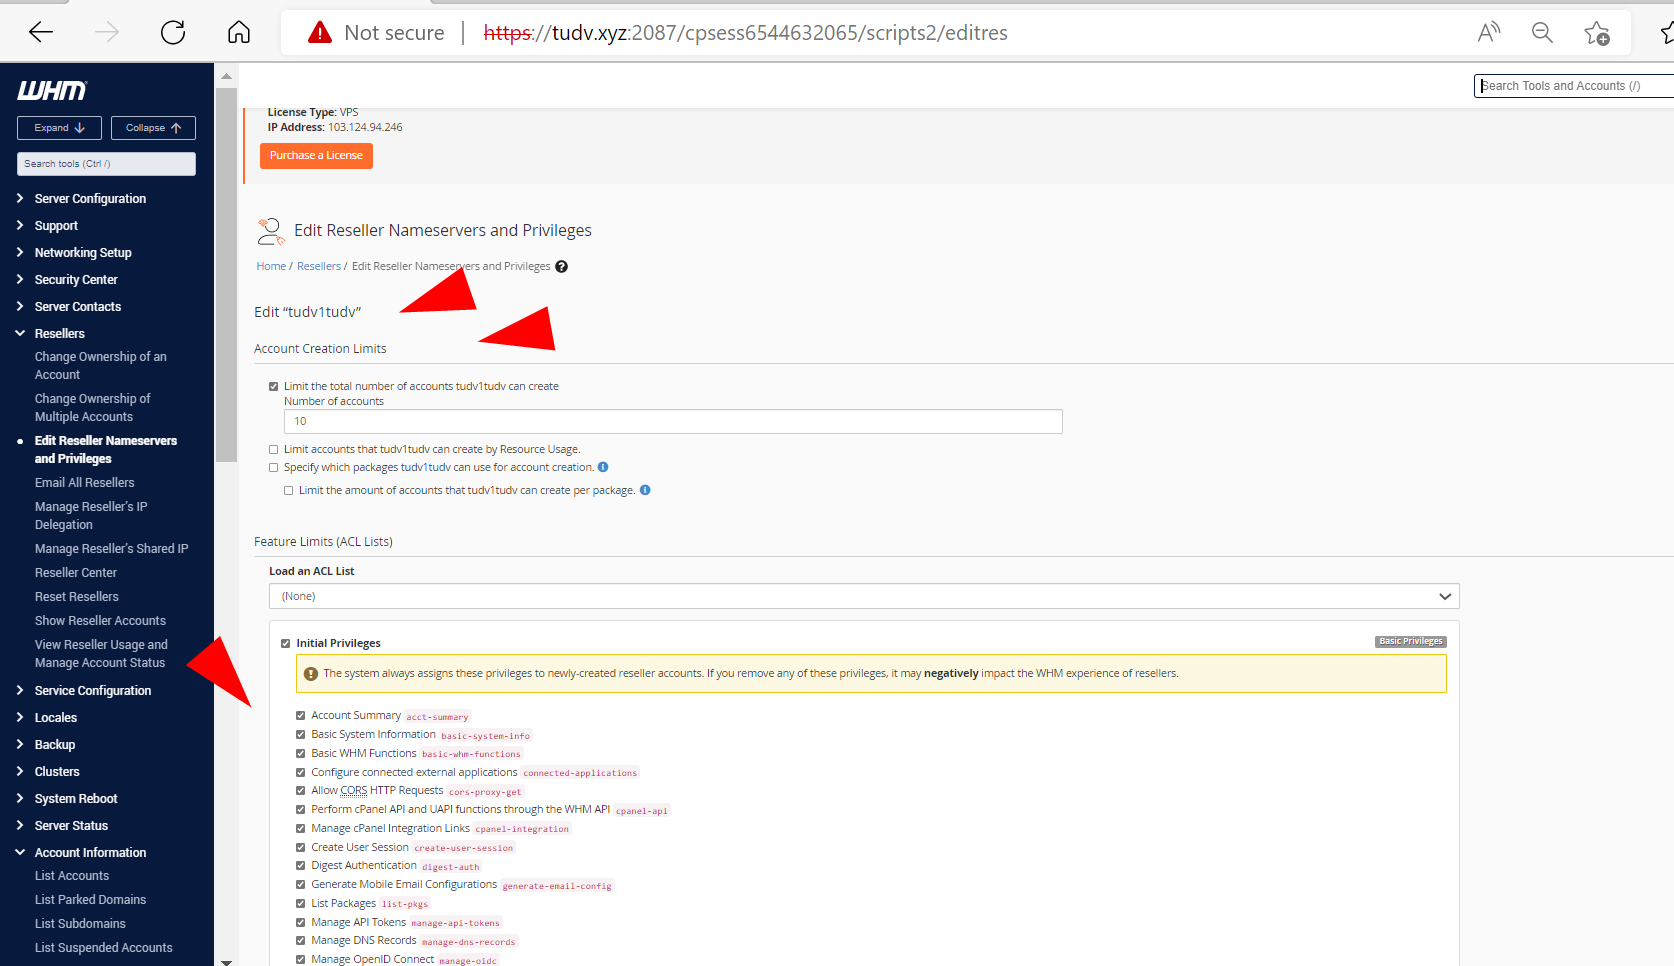 Not secure
https://tudv.xyz:2087/cpsess6544632065/scripts2/editres
WHM
Expand
Collapse
Search tools (Ctrl /)
Server Configuration
Support
Networking Setup
Security Center
Server Contacts
Resellers
Change Ownership of an
Account
Change Ownership of
Multiple Accounts
Edit Reseller Nameservers
and Privileges
Email All Resellers
Manage Reseller's IP
Delegation
Manage Reseller's Shared IP
Reseller Center
Reset Resellers
Show Reseller Accounts
View Reseller Usage and
Manage Account Status
Service Configuration
Locales
Backup
Clusters
System Reboot
Server Status
Account Information
List Accounts
List Parked Domains
List Subdomains
List Suspended Accounts
Search Tools and Accounts (/)
License Type: VPS
IP Address: 103.124.94.246
Purchase a License
Edit Reseller Nameservers and Privileges
Home / Resellers / Edit Reseller Nameservers and Privileges
Edit “tudv1tudv”
Account Creation Limits
Limit the total number of accounts tudv1tudv can create
Number of accounts
10
Limit accounts that tudv1tudv can create by Resource Usage.
Specify which packages tudv1tudv can use for account creation.
Limit the amount of accounts that tudv1tudv can create per package.
Feature Limits (ACL Lists)
Load an ACL List
(None)
Initial Privileges
Basic Privileges
The system always assigns these privileges to newly-created reseller accounts. If you remove any of these privileges, it may negatively impact the WHM experience of resellers.
Account Summary acct-summary
Basic System Information basic-system-info
Basic WHM Functions basic-whm-functions
Configure connected external applications connected-applications
Allow CORS HTTP Requests cors-proxy-get
Perform cPanel API and UAPI functions through the WHM API cpanel-api
Manage cPanel Integration Links cpanel-integration
Create User Session create-user-session
Digest Authentication digest-auth
Generate Mobile Email Configurations generate-email-config
List Packages list-pkgs
Manage API Tokens manage-api-tokens
Manage DNS Records manage-dns-records
Manage OpenID Connect manage-oidc